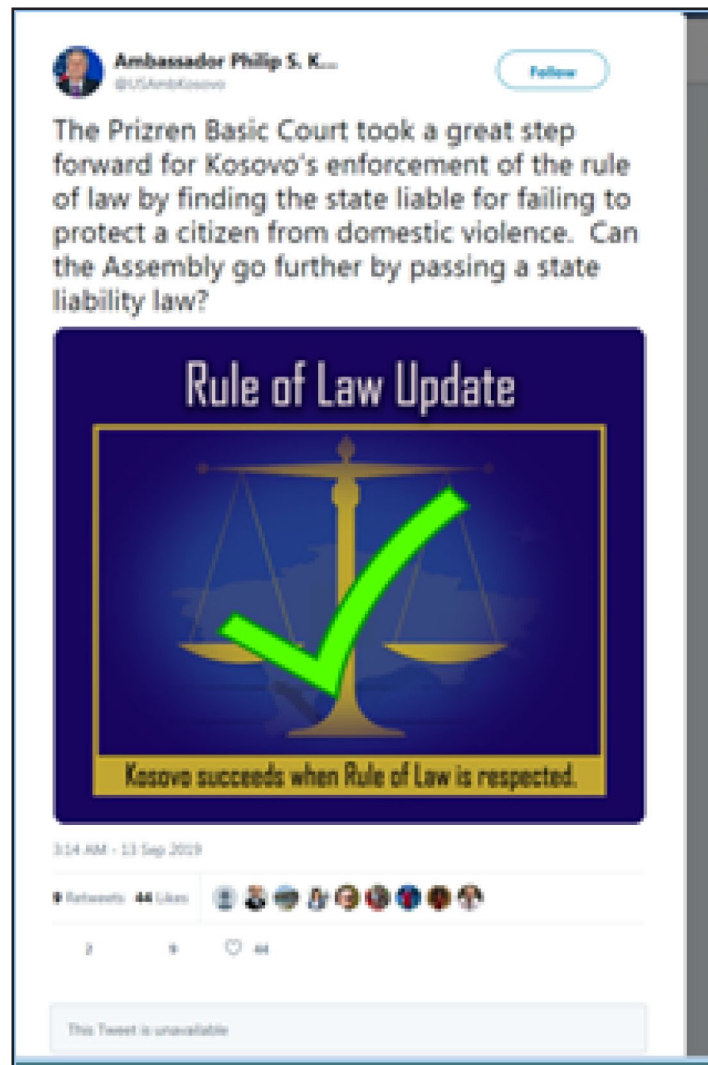 Ambassador Philip S. K...
@USAmbKosovo
Follow
The Prizren Basic Court took a great step
forward for Kosovo's enforcement of the rule
of law by finding the state liable for failing to
protect a citizen from domestic violence.  Can
the Assembly go further by passing a state
liability law?
Rule of Law Update
Kosovo succeeds when Rule of Law is respected.
3:14 AM - 13 Sep 2019
9 Retweets 44 Likes
2 9 44
This Tweet is unavailable